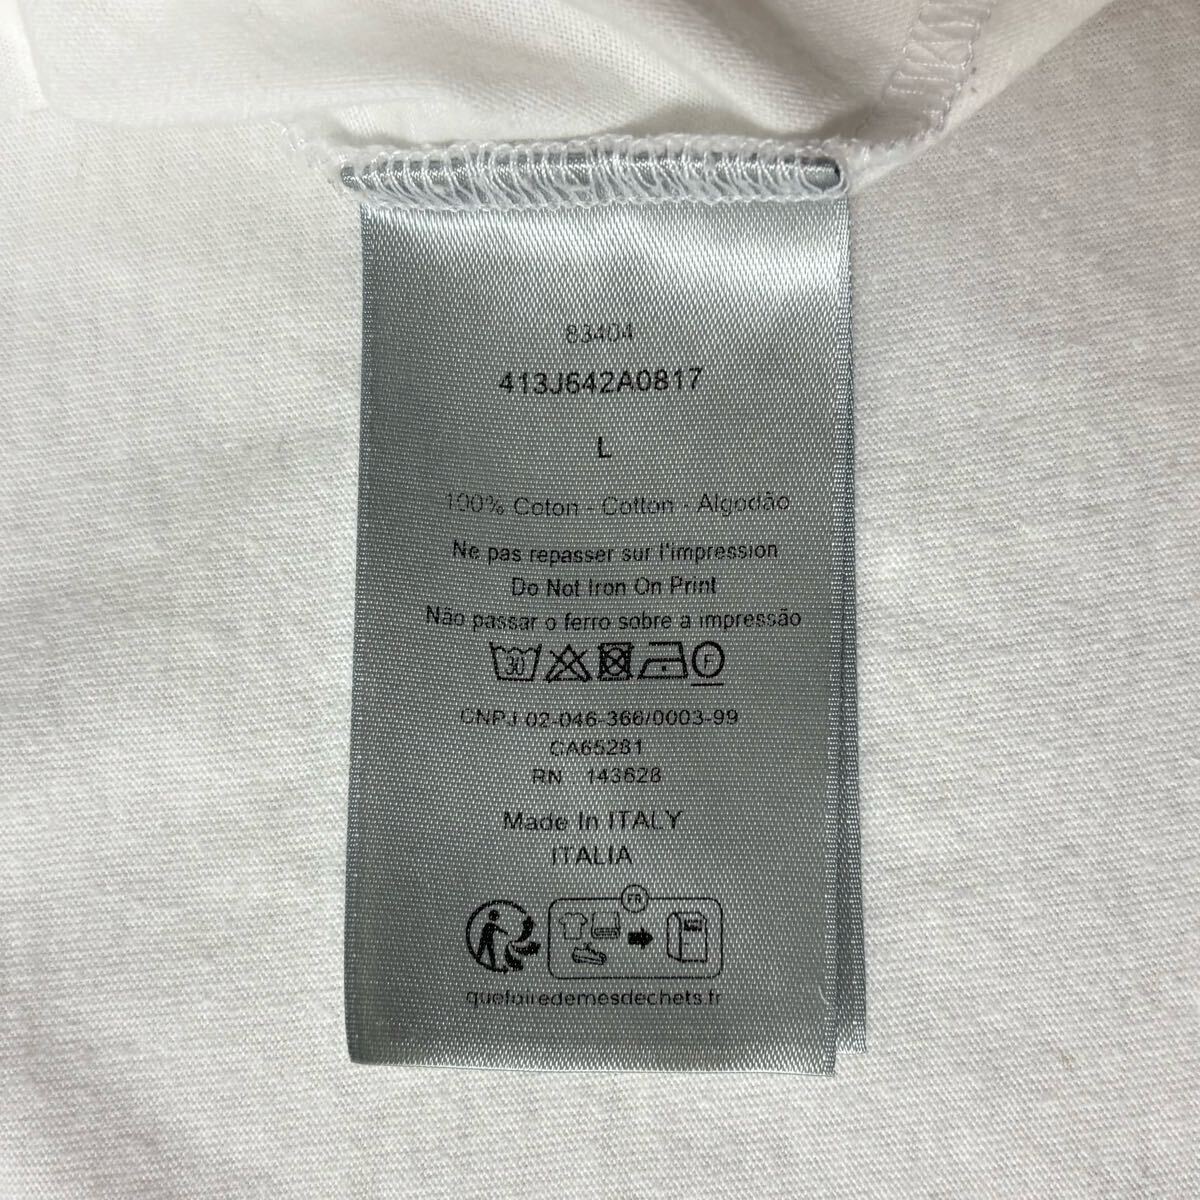 83404
413J642A0817
L
100% Coton - Cotton - Algodão
Ne pas repasser sur l'impression
Do Not Iron On Print
Não passar o ferro sobre a impressão
30 F
CNPJ 02-046-366/0003-99
CA65281
RN 143628
Made In ITALY
ITALIA
FR
quefairedemesdechets.fr